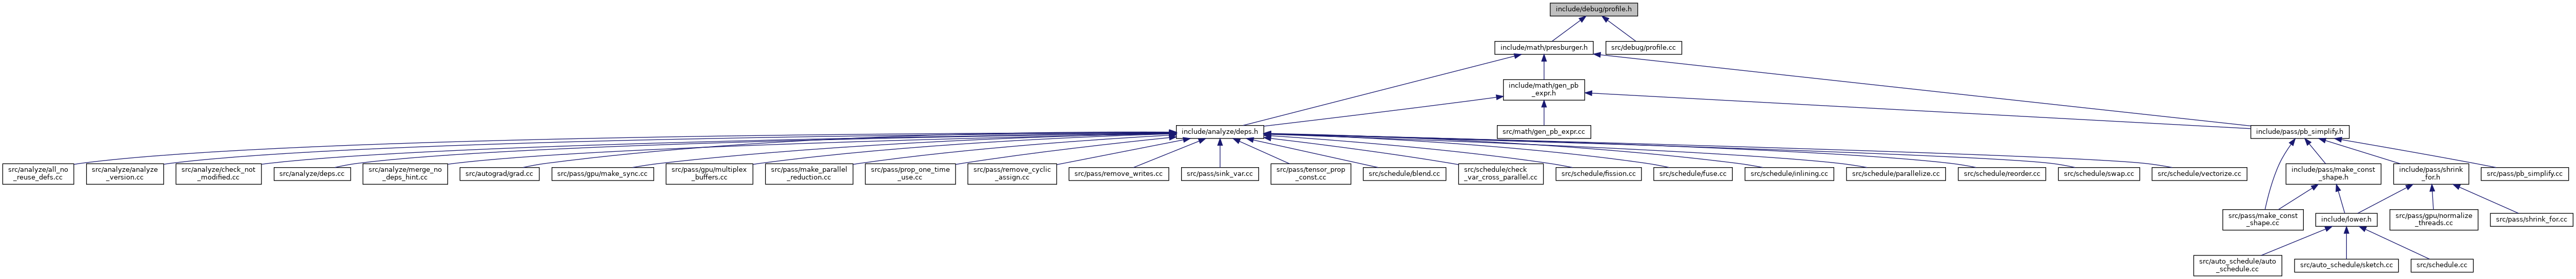 include/debug/profile.h
include/math/presburger.h
src/debug/profile.cc
include/math/gen_pb
_expr.h
include/analyze/deps.h
src/math/gen_pb_expr.cc
include/pass/pb_simplify.h
src/analyze/all_no
_reuse_defs.cc
src/analyze/analyze
_version.cc
src/analyze/check_not
_modified.cc
src/analyze/deps.cc
src/analyze/merge_no
_deps_hint.cc
src/autograd/grad.cc
src/pass/gpu/make_sync.cc
src/pass/gpu/multiplex
_buffers.cc
src/pass/make_parallel
_reduction.cc
src/pass/prop_one_time
_use.cc
src/pass/remove_cyclic
_assign.cc
src/pass/remove_writes.cc
src/pass/sink_var.cc
src/pass/tensor_prop
_const.cc
src/schedule/blend.cc
src/schedule/check
_var_cross_parallel.cc
src/schedule/fission.cc
src/schedule/fuse.cc
src/schedule/inlining.cc
src/schedule/parallelize.cc
src/schedule/reorder.cc
src/schedule/swap.cc
src/schedule/vectorize.cc
include/pass/make_const
_shape.h
include/pass/shrink
_for.h
src/pass/pb_simplify.cc
src/pass/make_const
_shape.cc
include/lower.h
src/pass/gpu/normalize
_threads.cc
src/pass/shrink_for.cc
src/auto_schedule/auto
_schedule.cc
src/auto_schedule/sketch.cc
src/schedule.cc